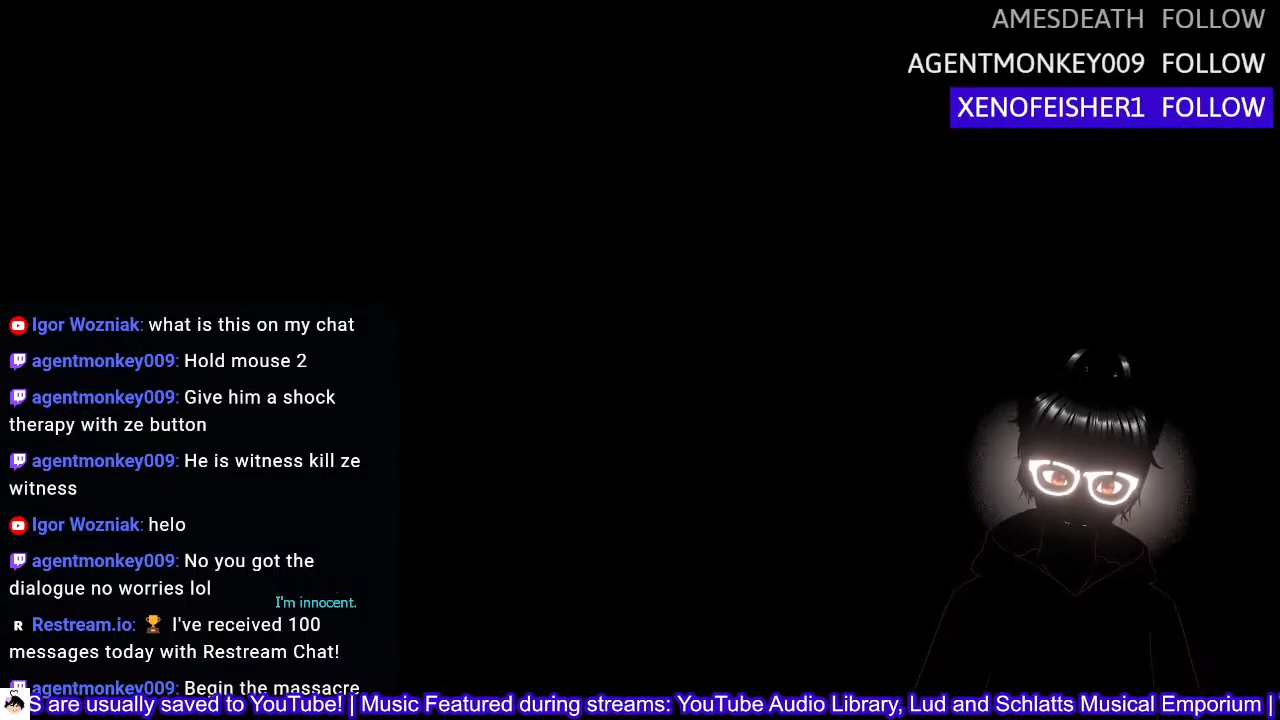 AMESDEATH FOLLOW
AGENTMONKEY009 FOLLOW
XENOFEISHER1 FOLLOW
Igor Wozniak: what is this on my chat
agentmonkey009: Hold mouse 2
agentmonkey009: Give him a shock
therapy with ze button
agentmonkey009: He is witness kill ze
witness
Igor Wozniak: helo
agentmonkey009: No you got the
dialogue no worries lol
I'm innocent.
R Restream.io: 🏆 I've received 100
messages today with Restream Chat!
agentmonkey009: Begin the massacre
S are usually saved to YouTube! | Music Featured during streams: YouTube Audio Library, Lud and Schlatts Musical Emporium |